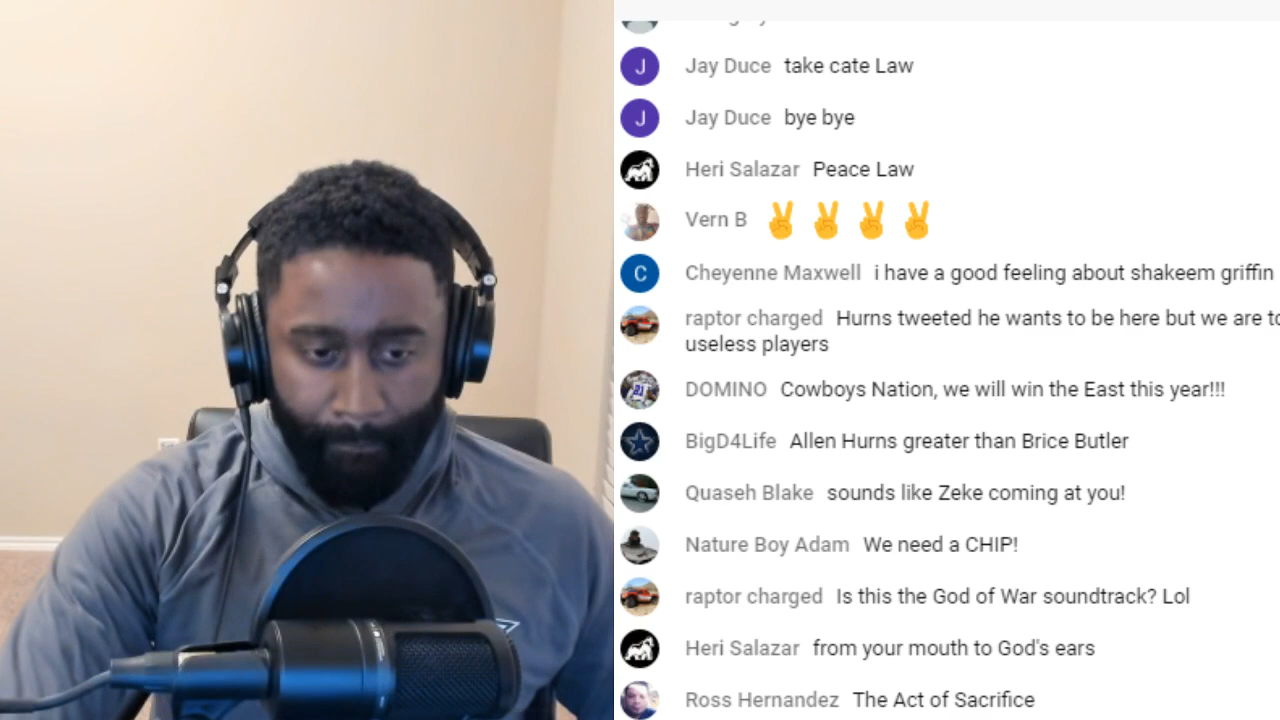 J Jay Duce take cate Law
J Jay Duce bye bye
Heri Salazar Peace Law
Vern B ✌✌✌✌
C Cheyenne Maxwell i have a good feeling about shakeem griffin
raptor charged Hurns tweeted he wants to be here but we are
useless players
DOMINO Cowboys Nation, we will win the East this year!!!
BigD4Life Allen Hurns greater than Brice Butler
Quaseh Blake sounds like Zeke coming at you!
Nature Boy Adam We need a CHIP!
raptor charged Is this the God of War soundtrack? Lol
Heri Salazar from your mouth to God's ears
Ross Hernandez The Act of Sacrifice